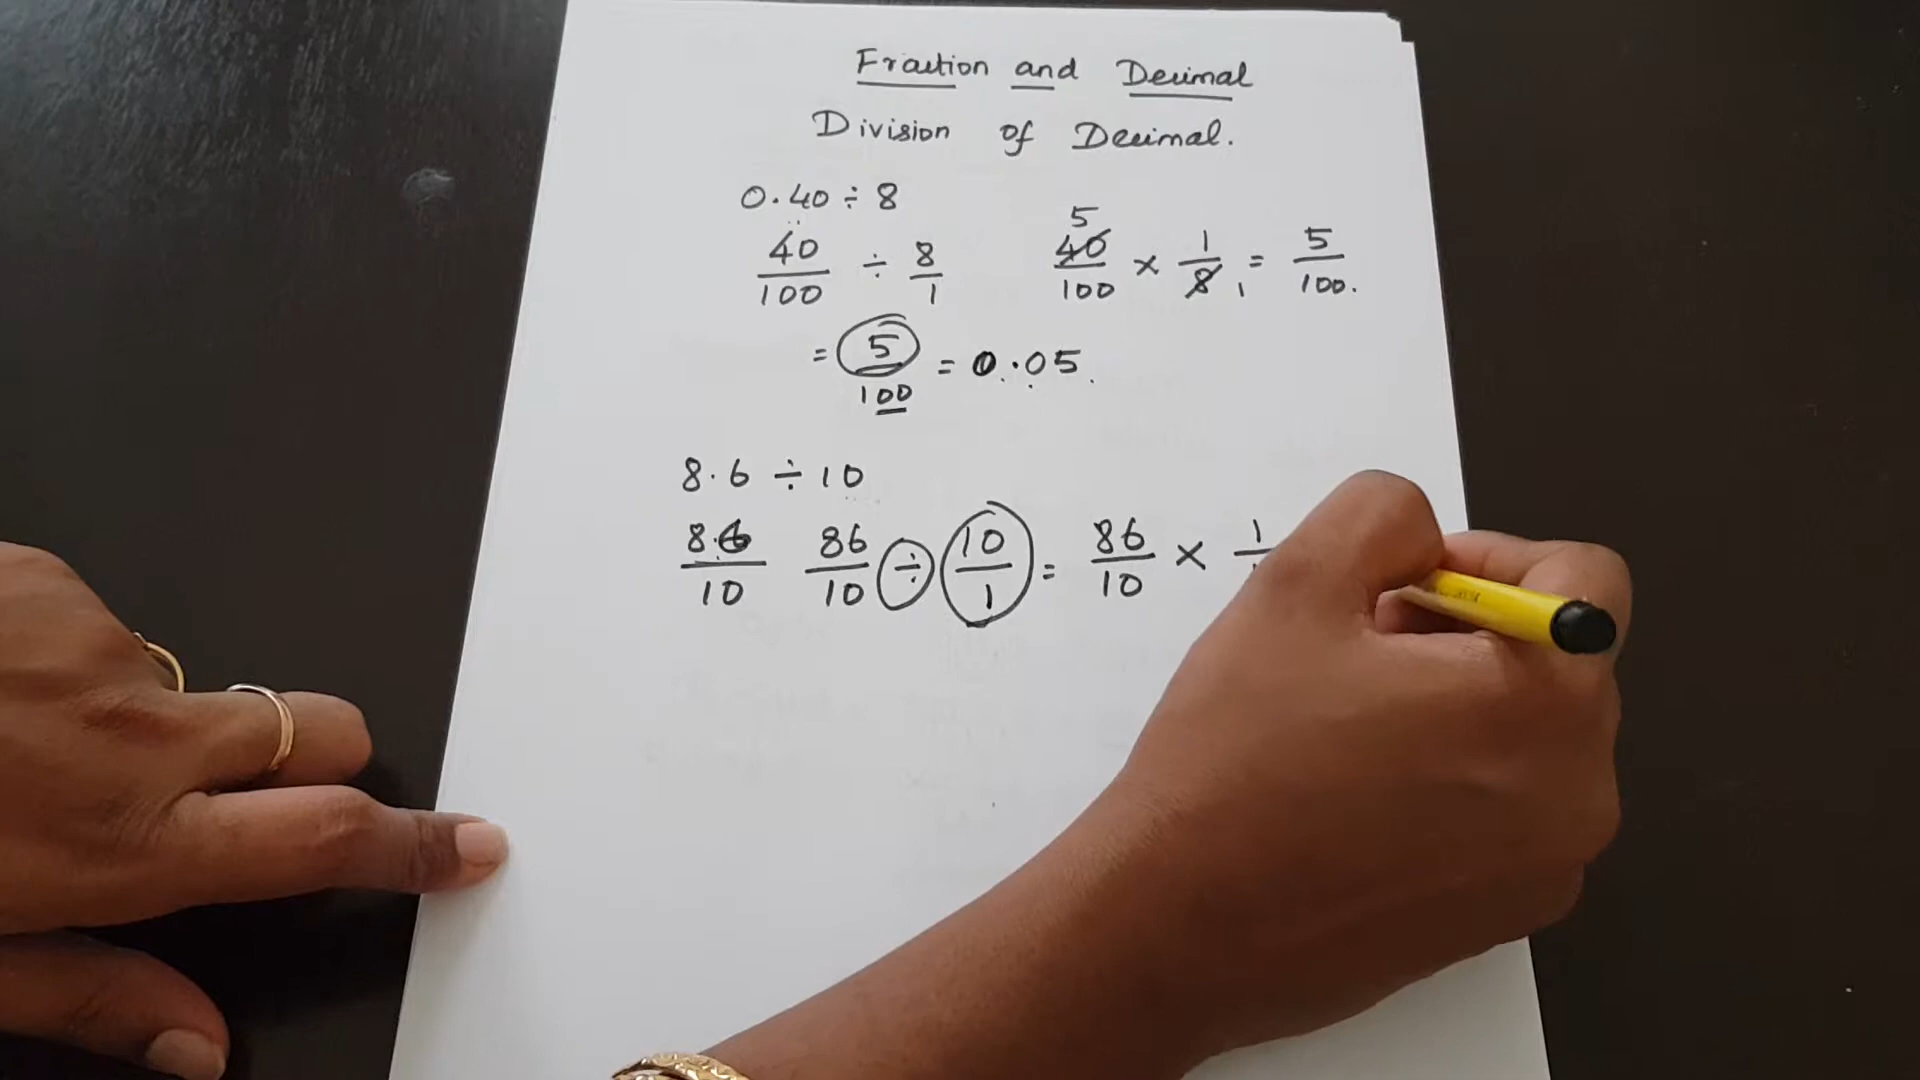 Fraction and Decimal
Division of Decimal.
0.40 ÷ 8
40/100 ÷ 8/1
5
40/100 × 1/8 1 = 5/100.
= 5/100 = 0.05
8.6 ÷ 10
8.6/10 86/10 ÷ 10/1 = 86/10 × 1/